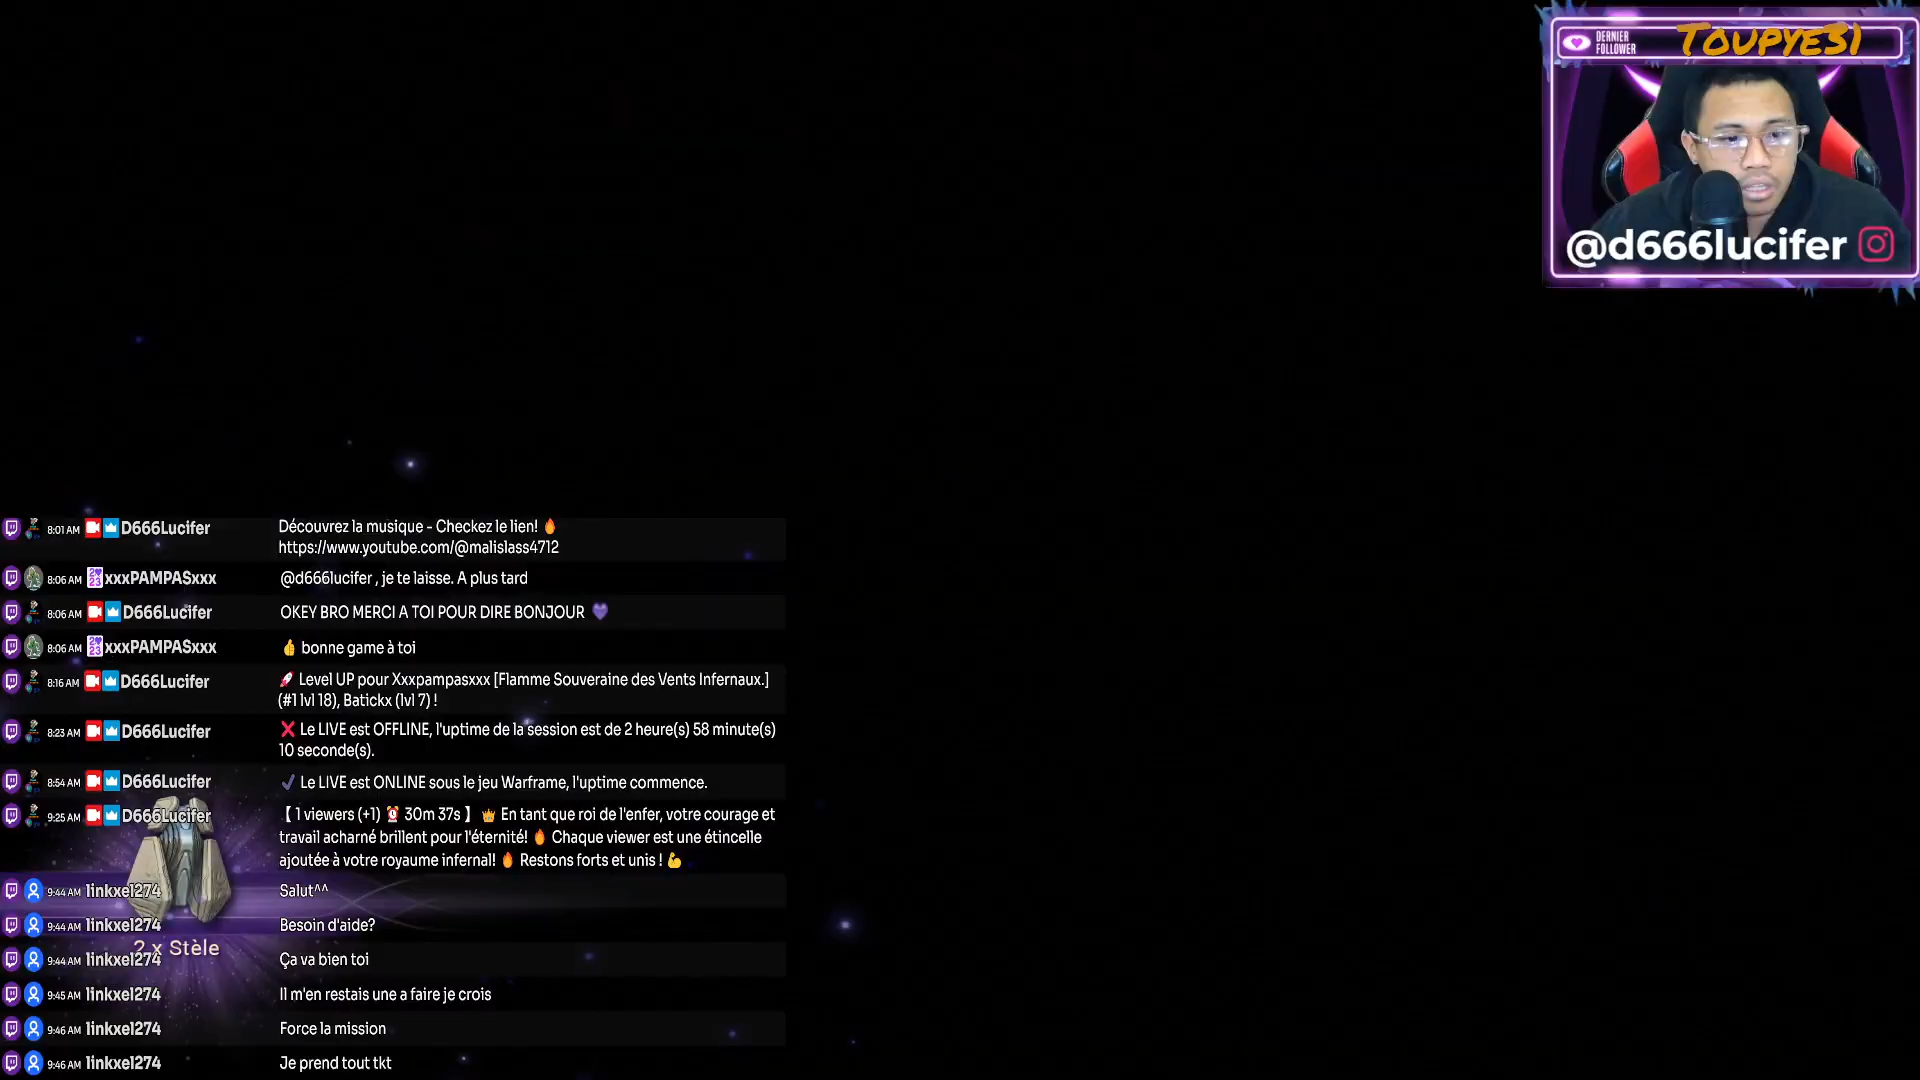 DERNIER
FOLLOWER
TOUPYE31
@d666lucifer
8:01 AM D666Lucifer Découvrez la musique - Checkez le lien! 🔥
https://www.youtube.com/@malislass4712
8:06 AM xxxPAMPASxxx @d666lucifer , je te laisse. A plus tard
8:06 AM D666Lucifer OKEY BRO MERCI A TOI POUR DIRE BONJOUR 💜
8:06 AM xxxPAMPASxxx 👍 bonne game à toi
8:16 AM D666Lucifer 🚀 Level UP pour Xxxpampasxxx [Flamme Souveraine des Vents Infernaux.]
(#1 lvl 18), Batickx (lvl 7) !
8:23 AM D666Lucifer ❌ Le LIVE est OFFLINE, l'uptime de la session est de 2 heure(s) 58 minute(s)
10 seconde(s).
8:54 AM D666Lucifer ✔ Le LIVE est ONLINE sous le jeu Warframe, l'uptime commence.
9:25 AM D666Lucifer 【 1 viewers (+1) ⏰ 30m 37s 】 👑 En tant que roi de l'enfer, votre courage et
travail acharné brillent pour l'éternité! 🔥 Chaque viewer est une étincelle
ajoutée à votre royaume infernal! 🔥 Restons forts et unis ! 💪
9:44 AM linkxel274 Salut^^
9:44 AM linkxel274 Besoin d'aide?
2 x Stèle
9:44 AM linkxel274 Ça va bien toi
9:45 AM linkxel274 Il m'en restais une a faire je crois
9:46 AM linkxel274 Force la mission
9:46 AM linkxel274 Je prend tout tkt